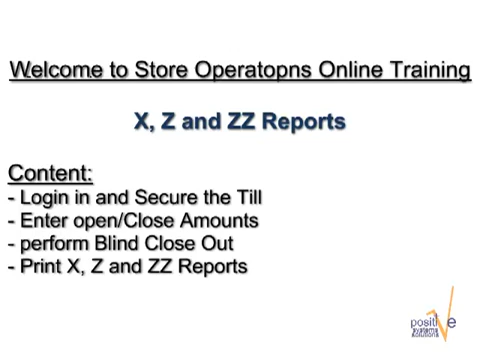 Welcome to Store Operatopns Online Training
X, Z and ZZ Reports
Content:
- Login in and Secure the Till
- Enter open/Close Amounts
- perform Blind Close Out
- Print X, Z and ZZ Reports
positive
systems
solutions